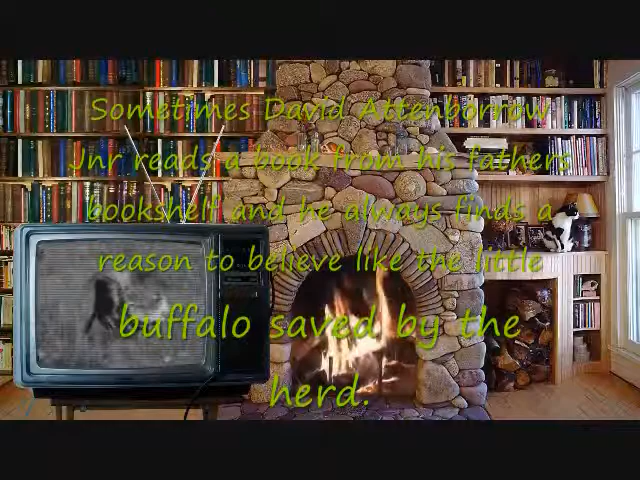 Sometimes David Attenborrow
Jnr reads a book from his fathers
bookshelf and he always finds a
reason to believe like the little
buffalo saved by the
herd.